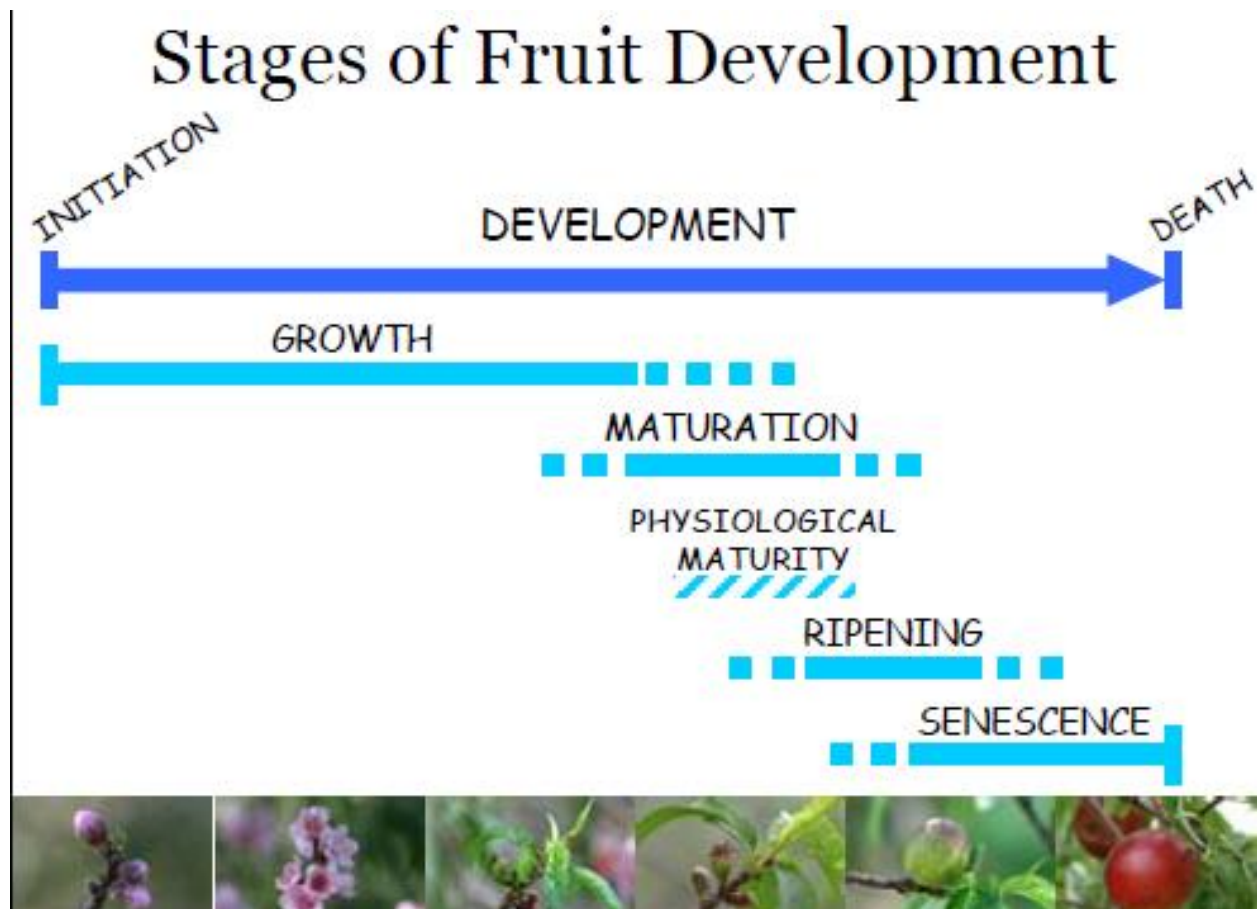 Stages of Fruit Development
INITIATION
DEATH
DEVELOPMENT
GROWTH
MATURATION
PHYSIOLOGICAL
MATURITY
RIPENING
SENESCENCE